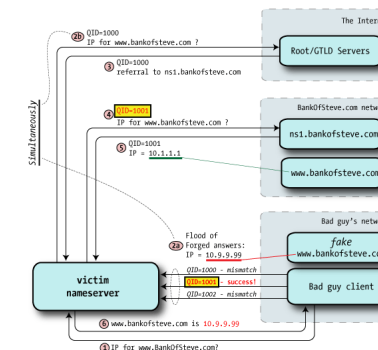 The Inter
QID=1000
2b IP for www.bankofsteve.com ?
Root/GTLD Servers
QID=1000
3 referral to ns1.bankofsteve.com
Simultaneously
BankOfSteve.com netw
4 QID=1001
IP for www.bankofsteve.com ?
ns1.bankofsteve.com
5 QID=1001
IP = 10.1.1.1
www.bankofsteve.com
Bad guy's netw
Flood of
2a Forged answers:
IP = 10.9.9.99
fake
www.bankofsteve.co
QID=1000 - mismatch
QID=1001 - success!
QID=1002 - mismatch
victim
nameserver
Bad guy client
6 www.bankofsteve.com is 10.9.9.99
1 IP for www.BankOfSteve.com?